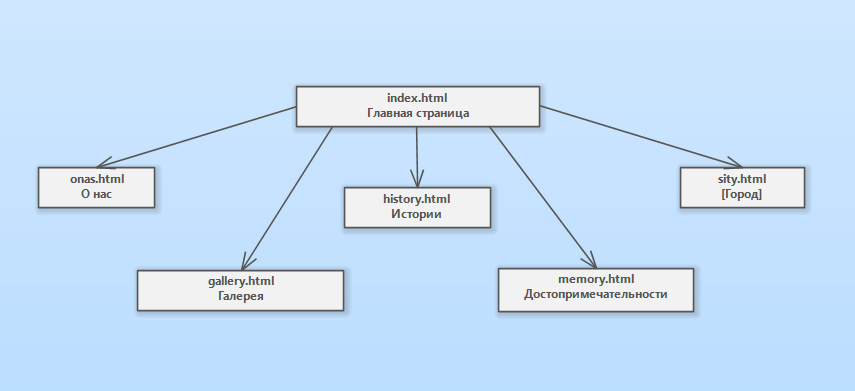 index.html
Главная страница
onas.html
О нас
history.html
Истории
sity.html
[Город]
gallery.html
Галерея
memory.html
Достопримечательности